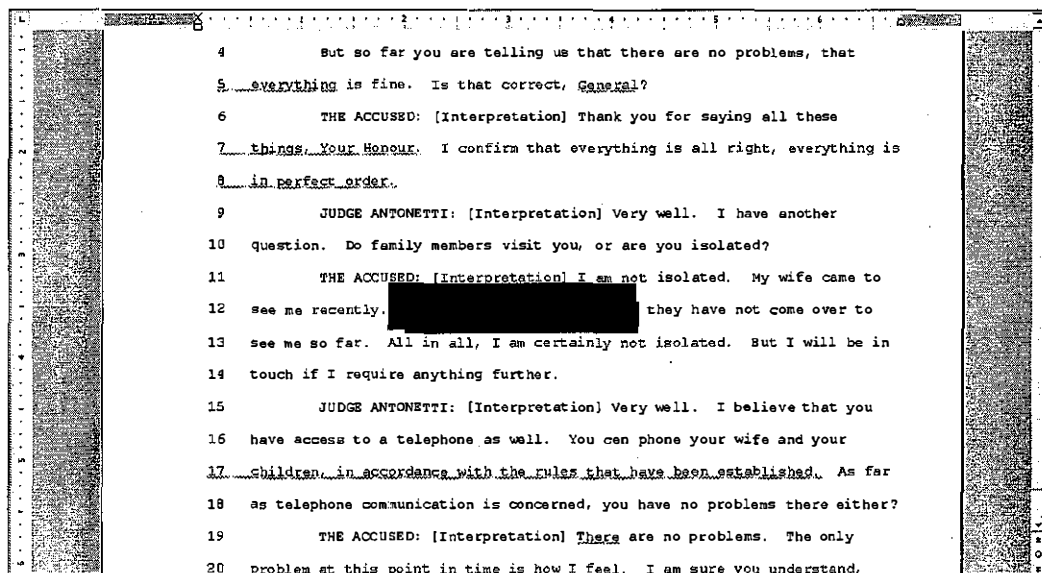 4 But so far you are telling us that there are no problems, that
5 everything is fine. Is that correct, General?
6 THE ACCUSED: [Interpretation] Thank you for saying all these
7 things, Your Honour. I confirm that everything is all right, everything is
8 in perfect order.
9 JUDGE ANTONETTI: [Interpretation] Very well. I have another
10 question. Do family members visit you, or are you isolated?
11 THE ACCUSED: [Interpretation] I am not isolated. My wife came to
12 see me recently. they have not come over to
13 see me so far. All in all, I am certainly not isolated. But I will be in
14 touch if I require anything further.
15 JUDGE ANTONETTI: [Interpretation] Very well. I believe that you
16 have access to a telephone as well. You can phone your wife and your
17 children, in accordance with the rules that have been established. As far
18 as telephone communication is concerned, you have no problems there either?
19 THE ACCUSED: [Interpretation] There are no problems. The only
20 problem at this point in time is how I feel. I am sure you understand,